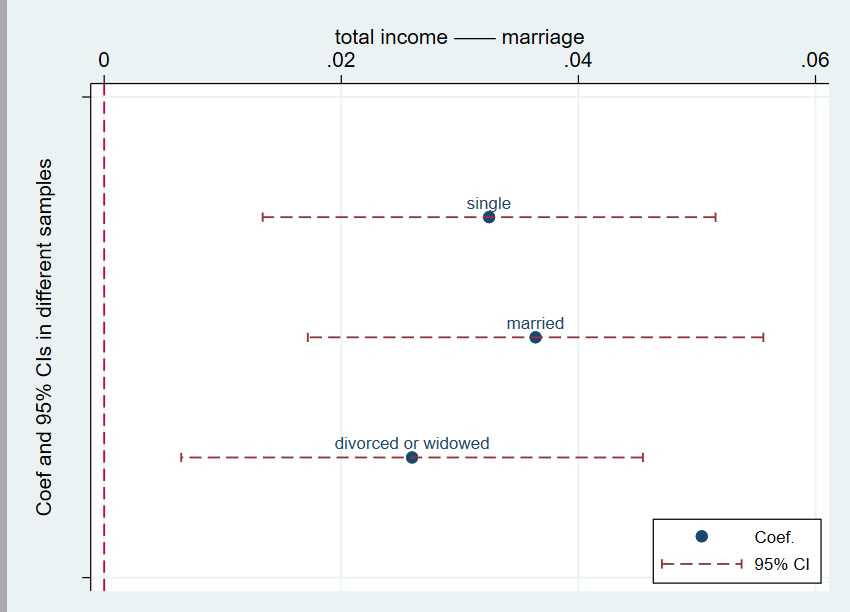 total income —— marriage
0 .02 .04 .06
Coef and 95% CIs in different samples
single
married
divorced or widowed
Coef.
95% CI